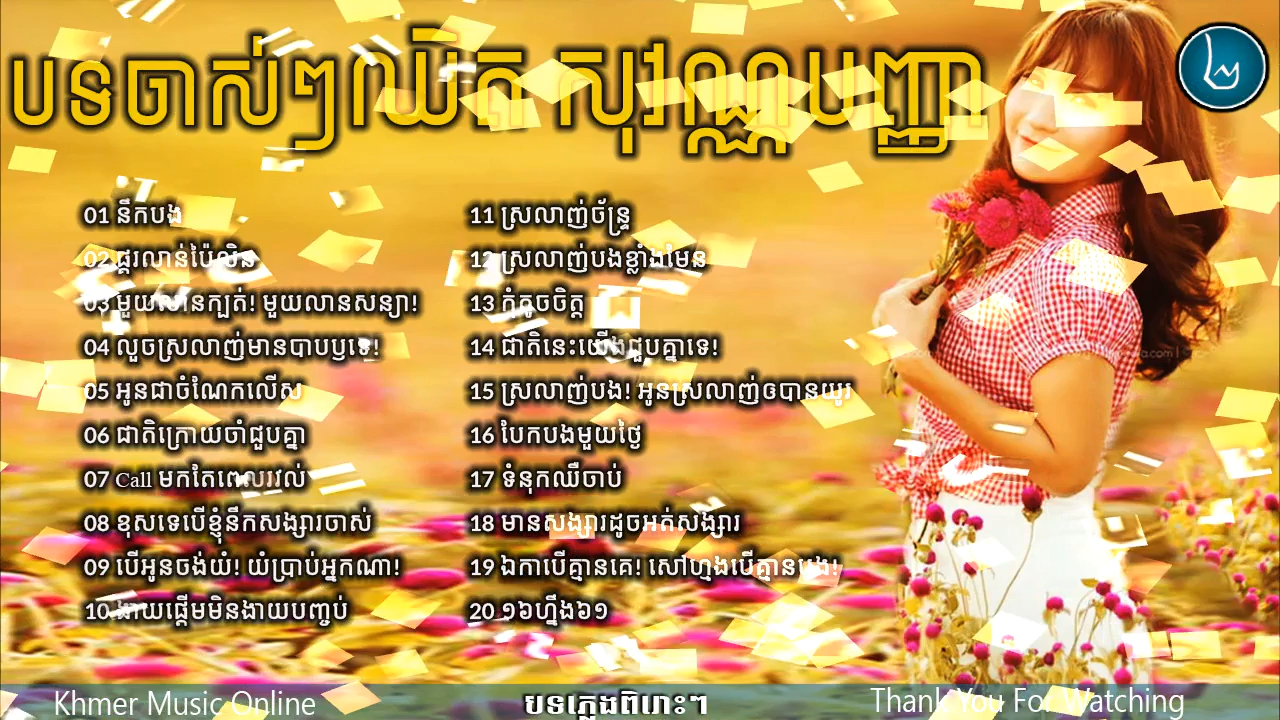 បទចាស់ៗឈិត សុវណ្ណបញ្ញា
01 នឹកបង
02 ផ្គរលាន់ប៉ៃលិន
03 មួយលានក្បត់! មួយលានសន្យា!
04 លួចស្រលាញ់មានបាបឬទេ!
05 អូនជាចំណែកលើស
06 ជាតិក្រោយចាំជួបគ្នា
07 Call មកតែពេលរវល់
08 ខុសទេបើខ្ញុំនឹកសង្សារចាស់
09 បើអូនចង់យំ! យំប្រាប់អ្នកណា!
10 ងាយផ្តើមមិនងាយបញ្ចប់
11 ស្រលាញ់ច័ន្ទ្រ
12 ស្រលាញ់បងខ្លាំងមែន
13 កុំតូចចិត្ត
14 ជាតិនេះយើងជួបគ្នាទេ!
15 ស្រលាញ់បង! អូនស្រលាញ់ឲបានយូរ
16 បែកបងមួយថ្ងៃ
17 ទំនុកឈឺចាប់
18 មានសង្សារដូចអត់សង្សារ
19 ឯកាបើគ្មានគេ! សៅហ្មងបើគ្មានបង!
20 ១៦ហ្នឹង៦១
Khmer Music Online
បទភ្លេងពិរោះៗ
Thank You For Watching